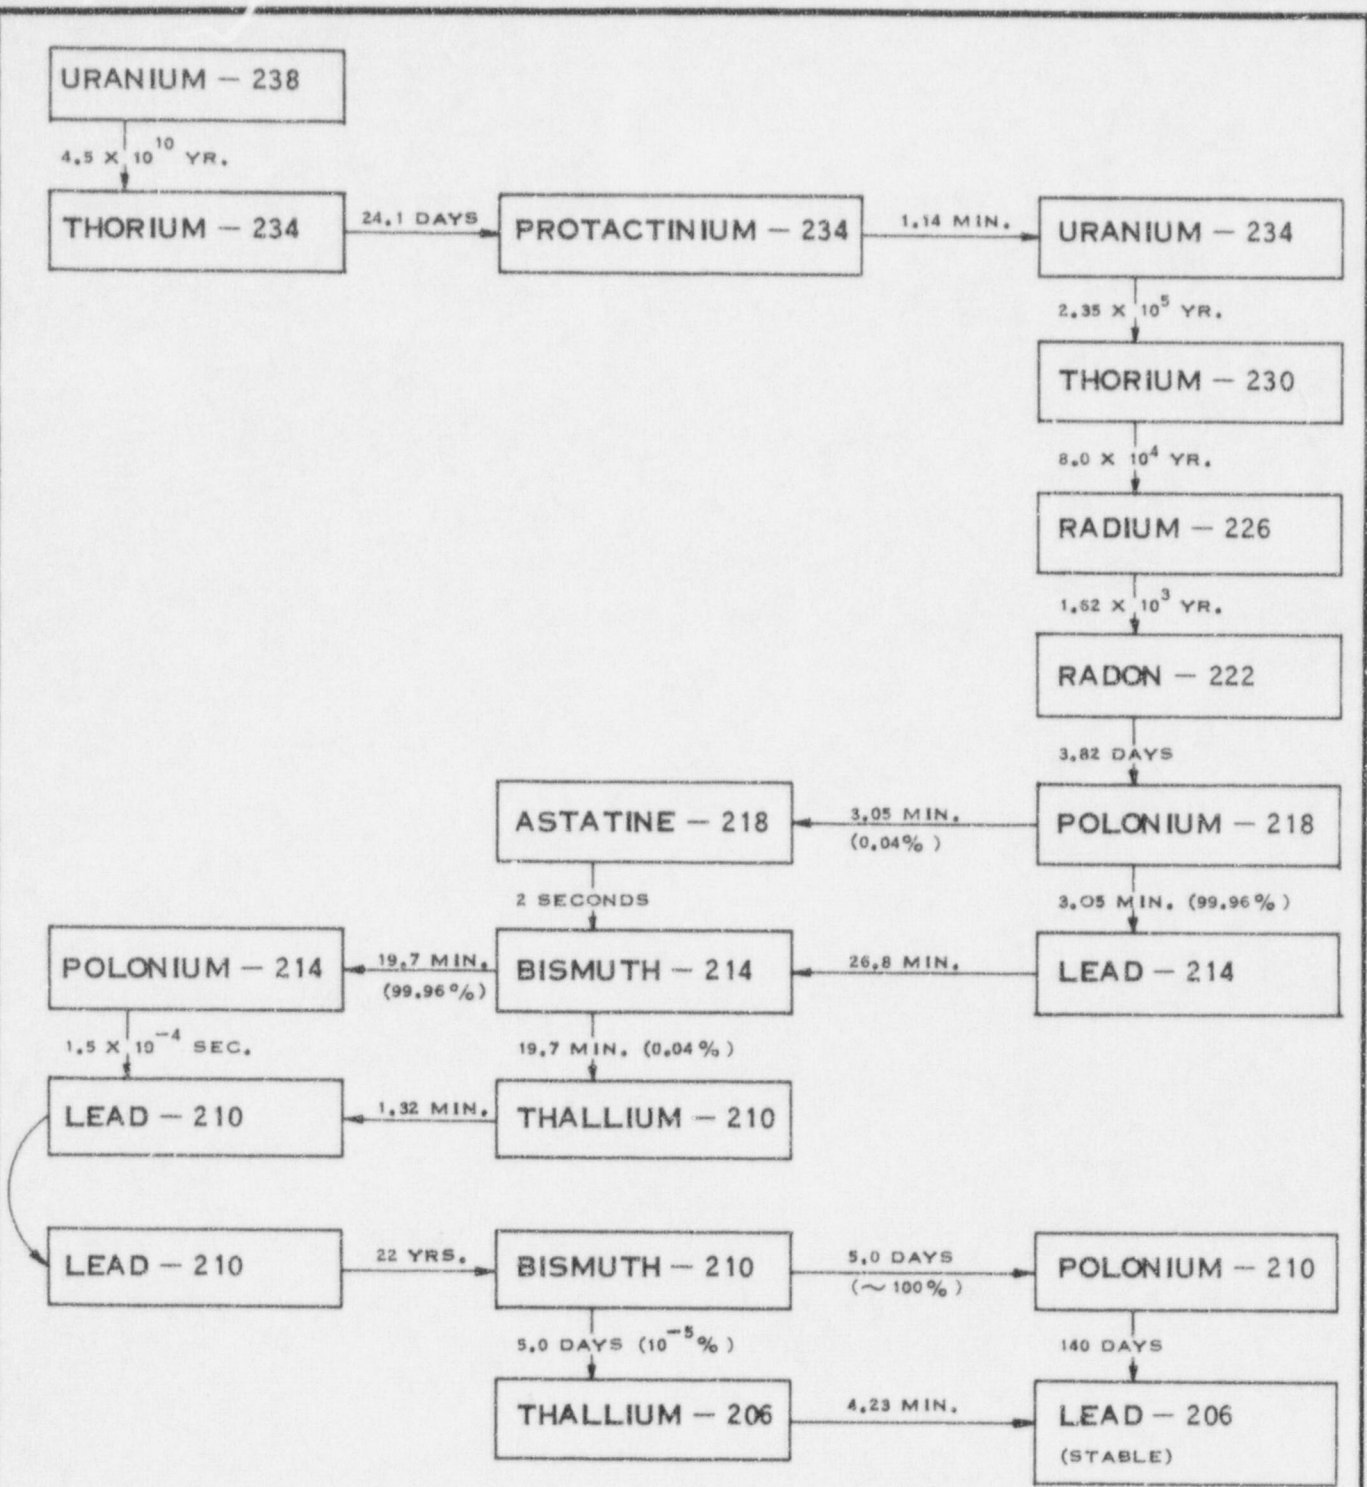 URANIUM — 238
4.5 X 10^10 YR.
THORIUM — 234
24.1 DAYS
PROTACTINIUM — 234
1.14 MIN.
URANIUM — 234
2.35 X 10^5 YR.
THORIUM — 230
8.0 X 10^4 YR.
RADIUM — 226
1.62 X 10^3 YR.
RADON — 222
3.82 DAYS
ASTATINE — 218
3.05 MIN.
(0.04%)
POLONIUM — 218
2 SECONDS
3.05 MIN. (99.96%)
POLONIUM — 214
19.7 MIN.
(99.96%)
BISMUTH — 214
26.8 MIN.
LEAD — 214
1.5 X 10^-4 SEC.
19.7 MIN. (0.04%)
LEAD — 210
1.32 MIN.
THALLIUM — 210
LEAD — 210
22 YRS.
BISMUTH — 210
5.0 DAYS
(~ 100%)
POLONIUM — 210
5.0 DAYS (10^-5%)
140 DAYS
THALLIUM — 206
4.23 MIN.
LEAD — 206
(STABLE)